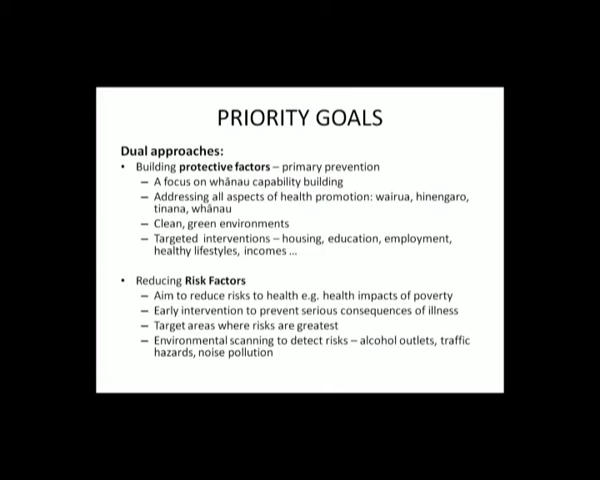 PRIORITY GOALS
Dual approaches:
• Building protective factors – primary prevention
– A focus on whānau capability building
– Addressing all aspects of health promotion: wairua, hinengaro,
tinana, whānau
– Clean, green environments
– Targeted interventions – housing, education, employment,
healthy lifestyles, incomes ...
• Reducing Risk Factors
– Aim to reduce risks to health e.g. health impacts of poverty
– Early intervention to prevent serious consequences of illness
– Target areas where risks are greatest
– Environmental scanning to detect risks – alcohol outlets, traffic
hazards, noise pollution